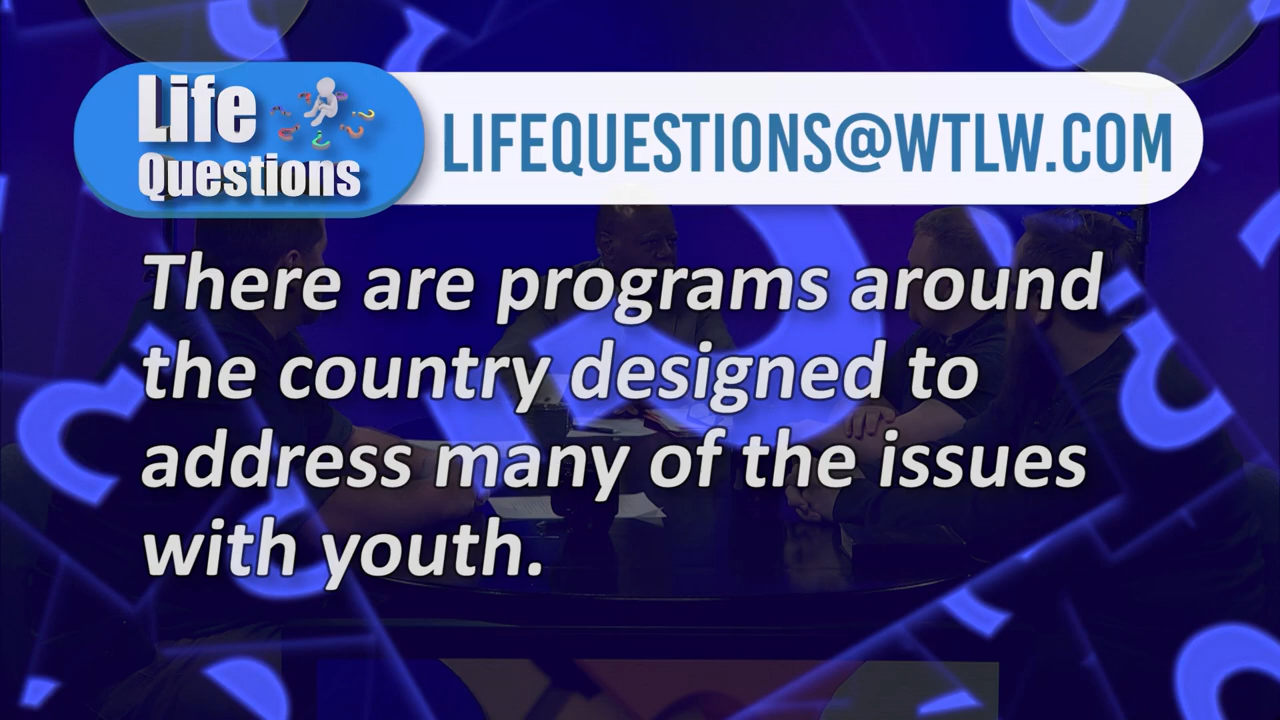 Life
Questions
LIFEQUESTIONS@WTLW.COM
There are programs around
the country designed to
address many of the issues
with youth.